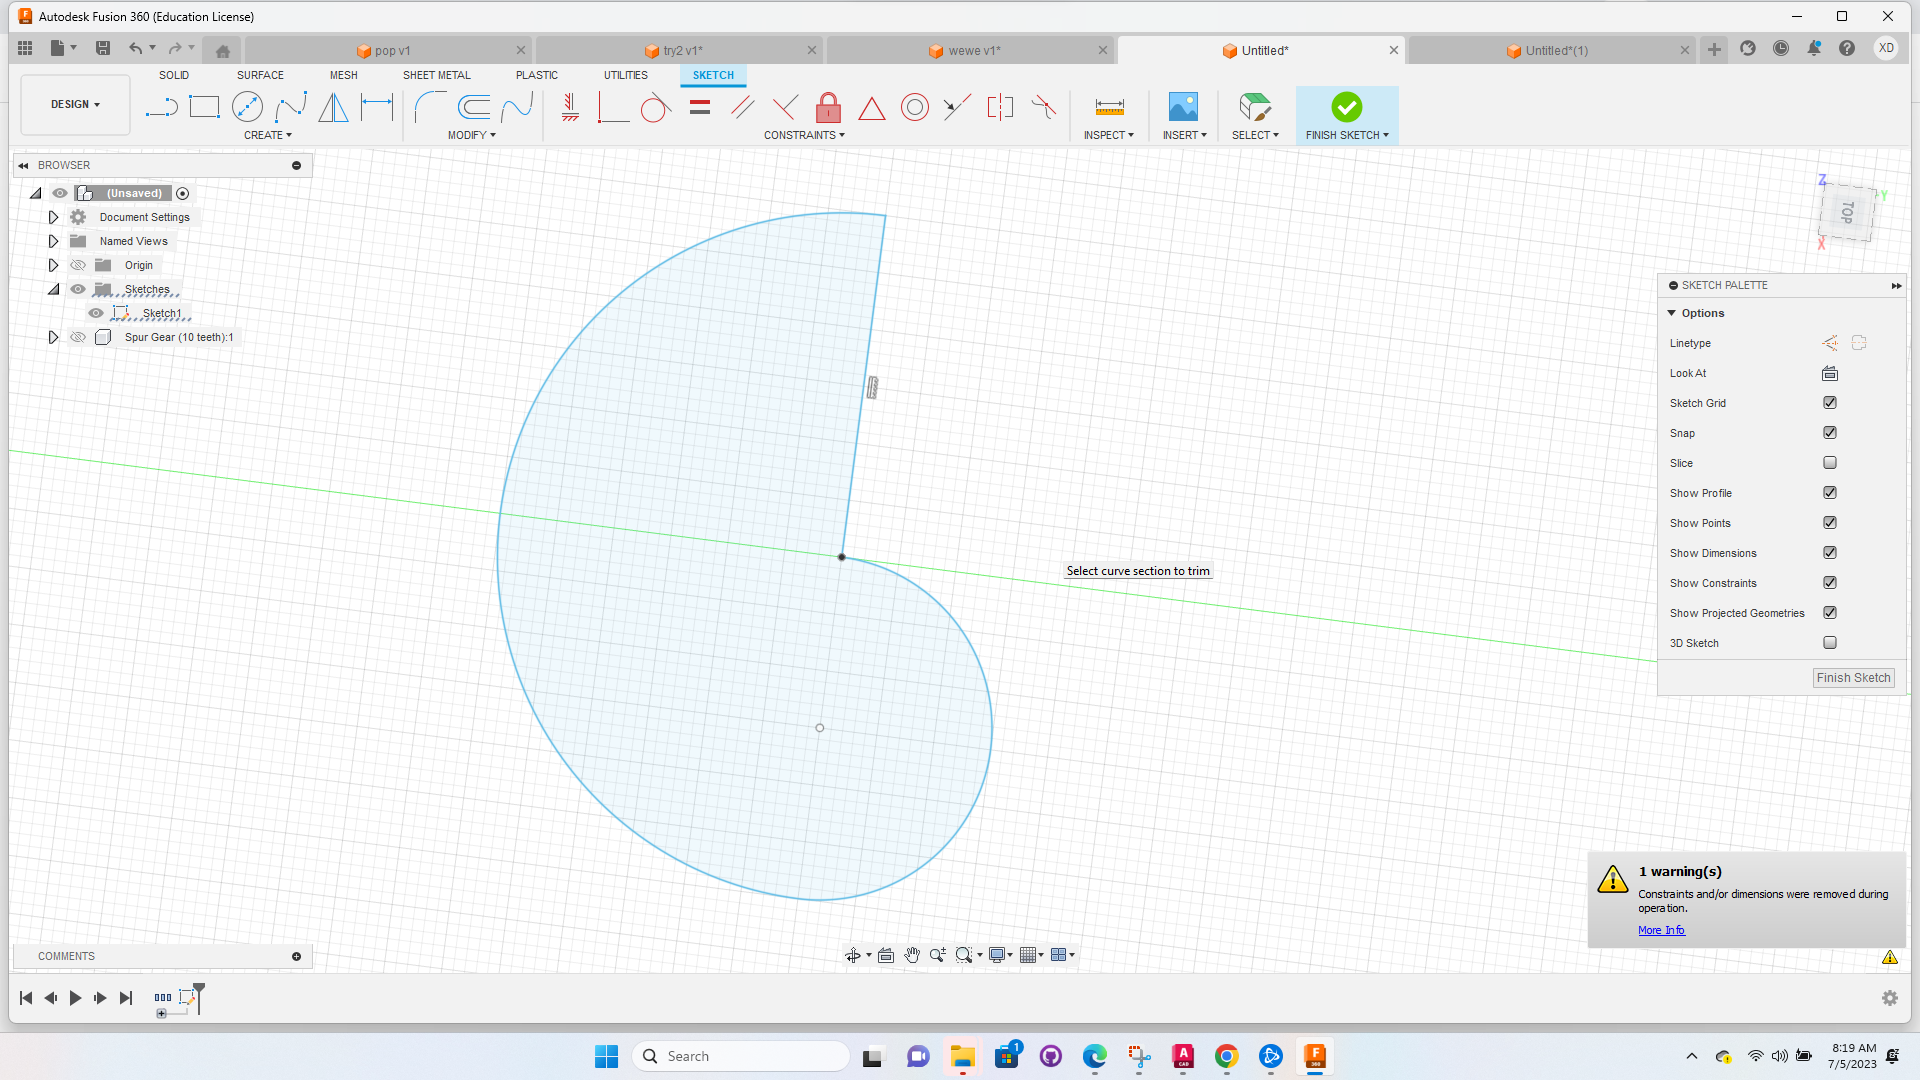 Autodesk Fusion 360 (Education License)
pop v1
try2 v1*
wewe v1*
Untitled*
Untitled*(1)
XD
SOLID
SURFACE
MESH
SHEET METAL
PLASTIC
UTILITIES
SKETCH
DESIGN
CREATE
MODIFY
CONSTRAINTS
INSPECT
INSERT
SELECT
FINISH SKETCH
BROWSER
(Unsaved)
Document Settings
Named Views
Origin
Sketches
Sketch1
Spur Gear (10 teeth):1
Z
Y
TOP
X
SKETCH PALETTE
Options
Linetype
Look At
Sketch Grid
Snap
Slice
Show Profile
Show Points
Show Dimensions
Show Constraints
Show Projected Geometries
3D Sketch
Finish Sketch
Select curve section to trim
1 warning(s)
Constraints and/or dimensions were removed during
operation.
More Info
COMMENTS
Search
1
8:19 AM
7/5/2023